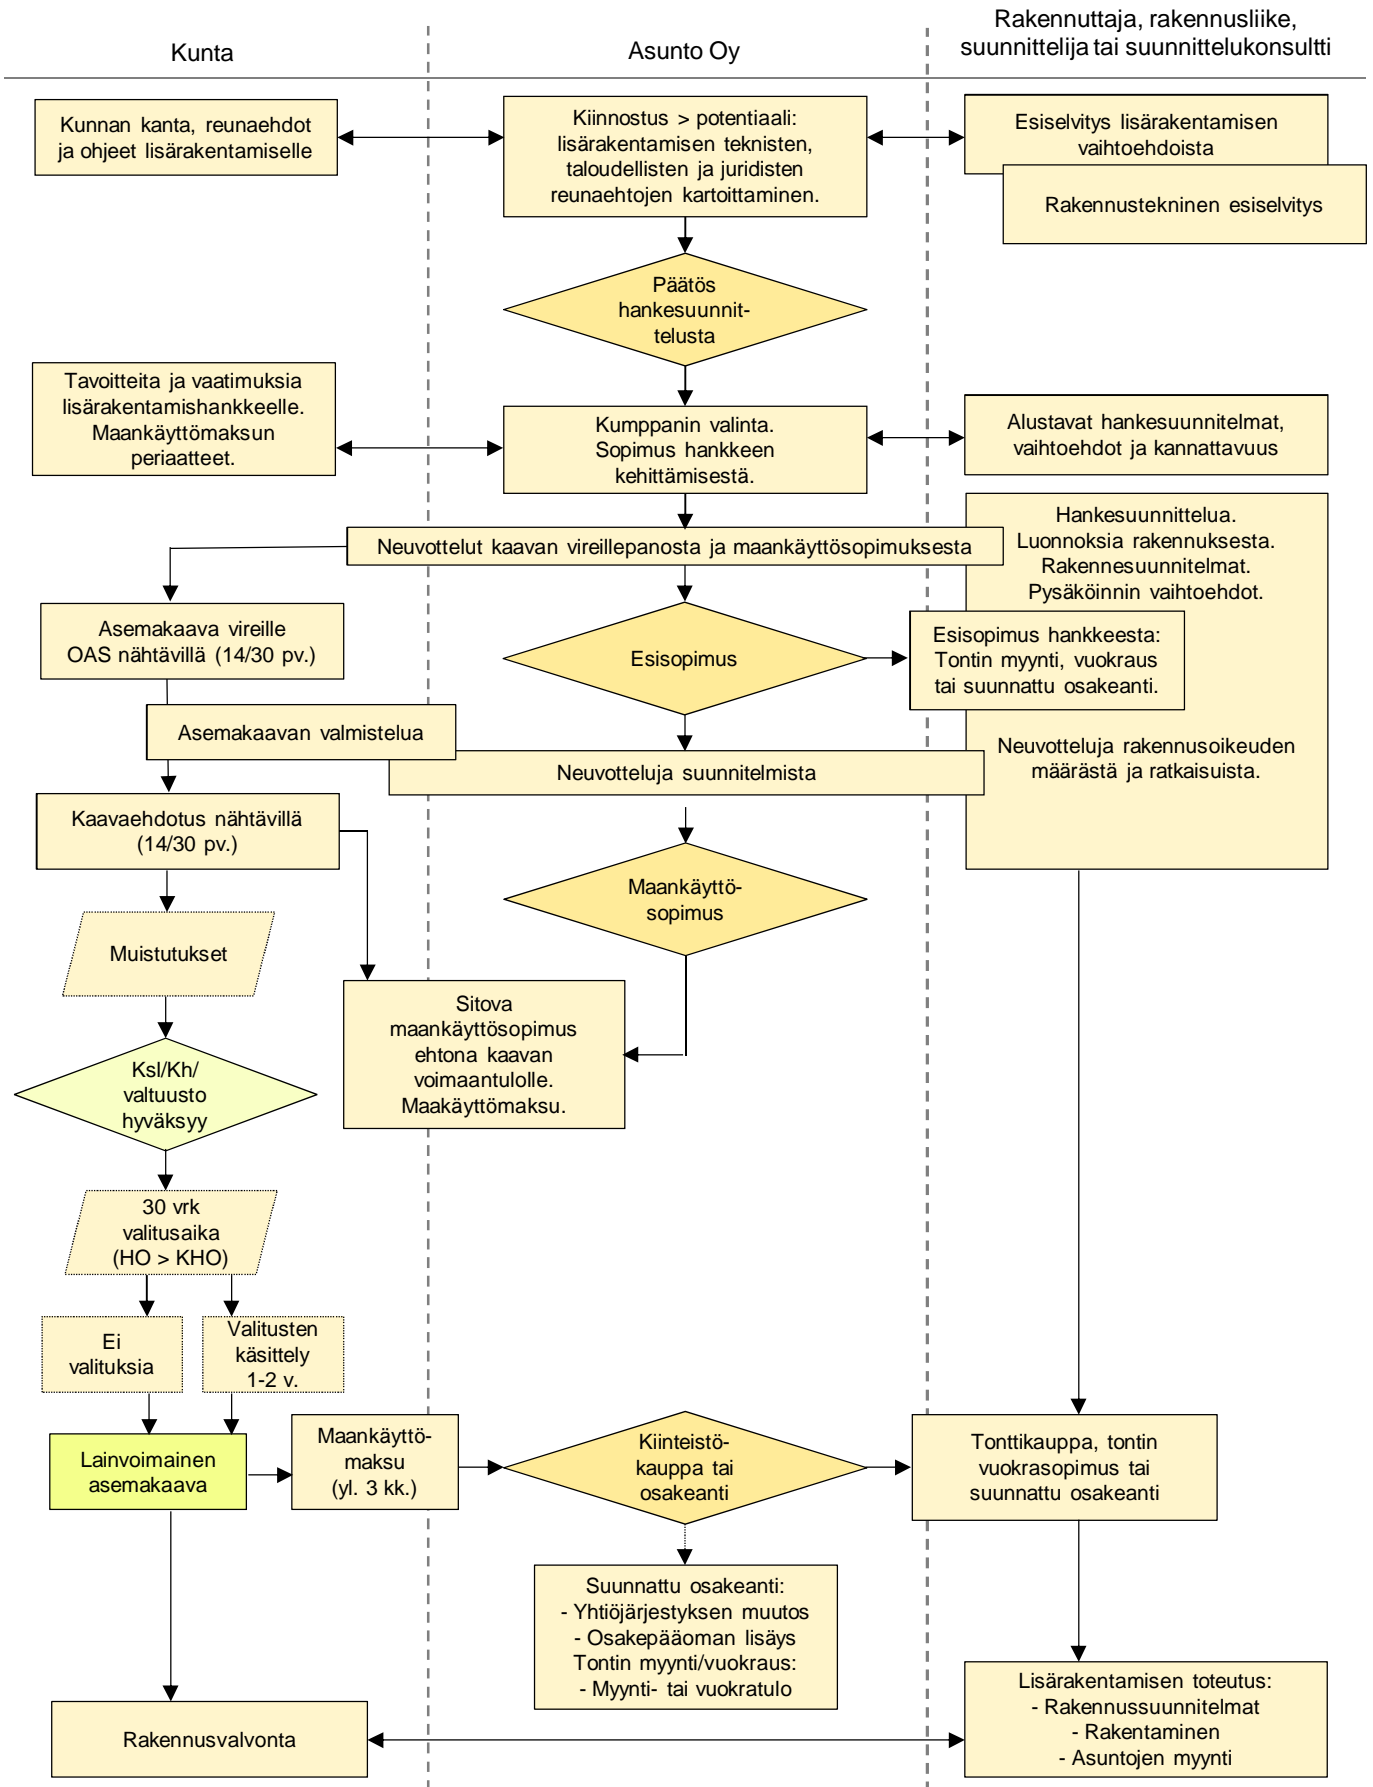 Kunta
Asunto Oy
Rakennuttaja, rakennusliike,
suunnittelija tai suunnittelukonsultti
Kunnan kanta, reunaehdot
ja ohjeet lisärakentamiselle
Kiinnostus > potentiaali:
lisärakentamisen teknisten,
taloudellisten ja juridisten
reunaehtojen kartoittaminen.
Esiselvitys lisärakentamisen
vaihtoehdoista
Rakennustekninen esiselvitys
Päätös
hankesuunnit-
telusta
Tavoitteita ja vaatimuksia
lisärakentamishankkeelle.
Maankäyttömaksun
periaatteet.
Kumppanin valinta.
Sopimus hankkeen
kehittämisestä.
Alustavat hankesuunnitelmat,
vaihtoehdot ja kannattavuus
Neuvottelut kaavan vireillepanosta ja maankäyttösopimuksesta
Hankesuunnittelua.
Luonnoksia rakennuksesta.
Rakennesuunnitelmat.
Pysäköinnin vaihtoehdot.
Asemakaava vireille
OAS nähtävillä (14/30 pv.)
Esisopimus
Esisopimus hankkeesta:
Tontin myynti, vuokraus
tai suunnattu osakeanti.
Asemakaavan valmistelua
Neuvotteluja suunnitelmista
Neuvotteluja rakennusoikeuden
määrästä ja ratkaisuista.
Kaavaehdotus nähtävillä
(14/30 pv.)
Maankäyttö-
sopimus
Muistutukset
Sitova
maankäyttösopimus
ehtona kaavan
voimaantulolle.
Maakäyttömaksu.
Ksl/Kh/
valtuusto
hyväksyy
30 vrk
valitusaika
(HO > KHO)
Ei
valituksia
Valitusten
käsittely
1-2 v.
Lainvoimainen
asemakaava
Maankäyttö-
maksu
(yl. 3 kk.)
Kiinteistö-
kauppa tai
osakeanti
Tonttikauppa, tontin
vuokrasopimus tai
suunnattu osakeanti
Suunnattu osakeanti:
- Yhtiöjärjestyksen muutos
- Osakepääoman lisäys
Tontin myynti/vuokraus:
- Myynti- tai vuokratulo
Rakennusvalvonta
Lisärakentamisen toteutus:
- Rakennussuunnitelmat
- Rakentaminen
- Asuntojen myynti